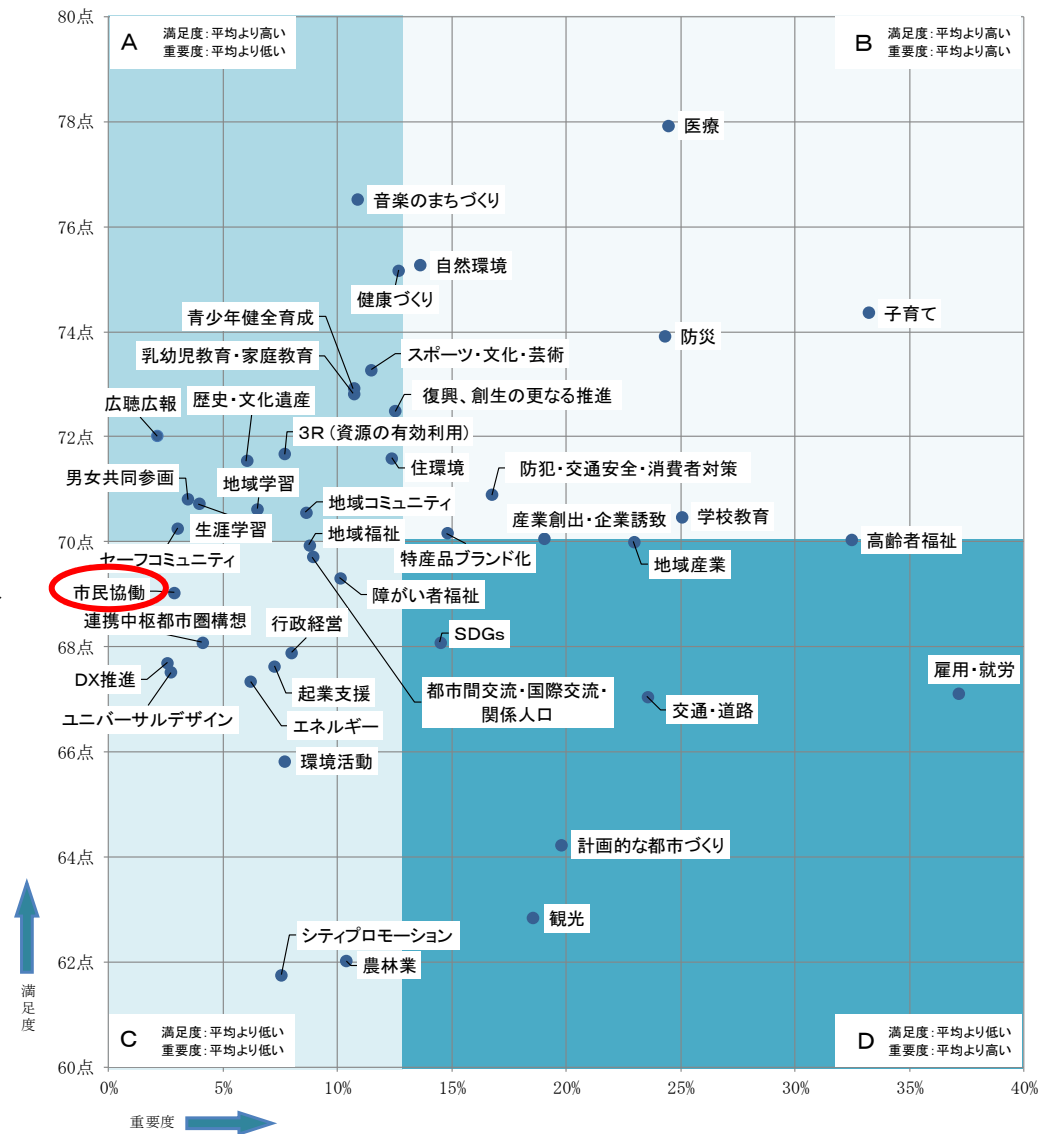 80点
A
満足度：平均より高い
重要度：平均より低い
B
満足度：平均より高い
重要度：平均より高い
78点
医療
76点
音楽のまちづくり
自然環境
健康づくり
74点
青少年健全育成
子育て
防災
乳幼児教育・家庭教育
スポーツ・文化・芸術
広聴広報
歴史・文化遺産
復興、創生の更なる推進
72点
3R（資源の有効利用）
住環境
防犯・交通安全・消費者対策
男女共同参画
地域学習
地域コミュニティ
産業創出・企業誘致
学校教育
生涯学習
地域福祉
70点
セーフコミュニティ
特産品ブランド化
地域産業
高齢者福祉
市民協働
障がい者福祉
連携中枢都市圏構想
行政経営
SDGs
68点
雇用・就労
DX推進
起業支援
都市間交流・国際交流・
関係人口
交通・道路
ユニバーサルデザイン
エネルギー
66点
環境活動
64点
計画的な都市づくり
観光
シティプロモーション
62点
農林業
満足度
C
満足度：平均より低い
重要度：平均より低い
D
満足度：平均より低い
重要度：平均より高い
60点
0%
5%
10%
15%
20%
25%
30%
35%
40%
重要度